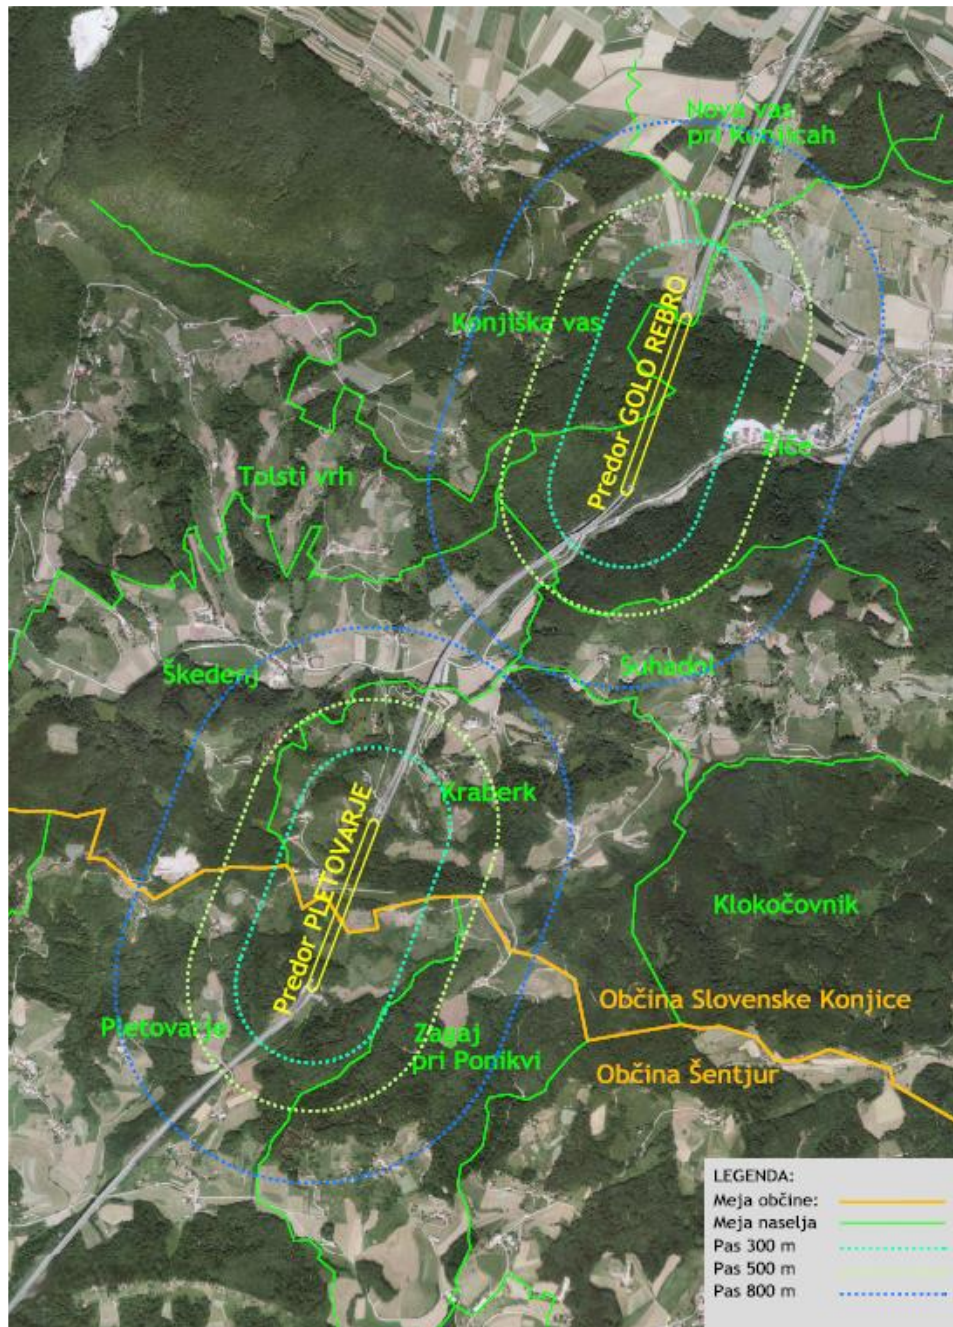 Nova vas
pri Konjicah
Konjiška vas
Predor GOLO REBRO
Žiče
Tolsti vrh
Škedenj
Suhadol
Kraberk
Predor PLETOVARJE
Klokočovnik
Občina Slovenske Konjice
Pletovarje
Zagaj
pri Ponikvi
Občina Šentjur
LEGENDA:
Meja občine:
Meja naselja
Pas 300 m
Pas 500 m
Pas 800 m